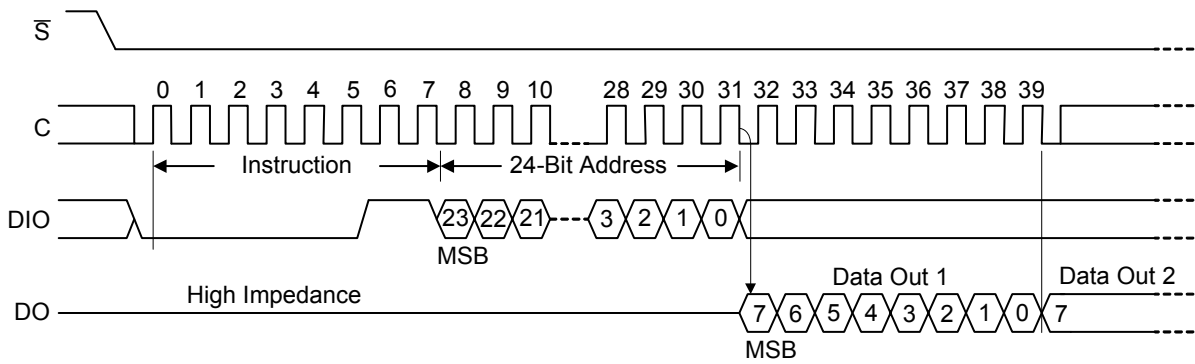 S̅
0 1 2 3 4 5 6 7 8 9 10 28 29 30 31 32 33 34 35 36 37 38 39
C
Instruction 24-Bit Address
DIO 23 22 21 3 2 1 0
MSB
Data Out 1 Data Out 2
High Impedance
DO 7 6 5 4 3 2 1 0 7
MSB